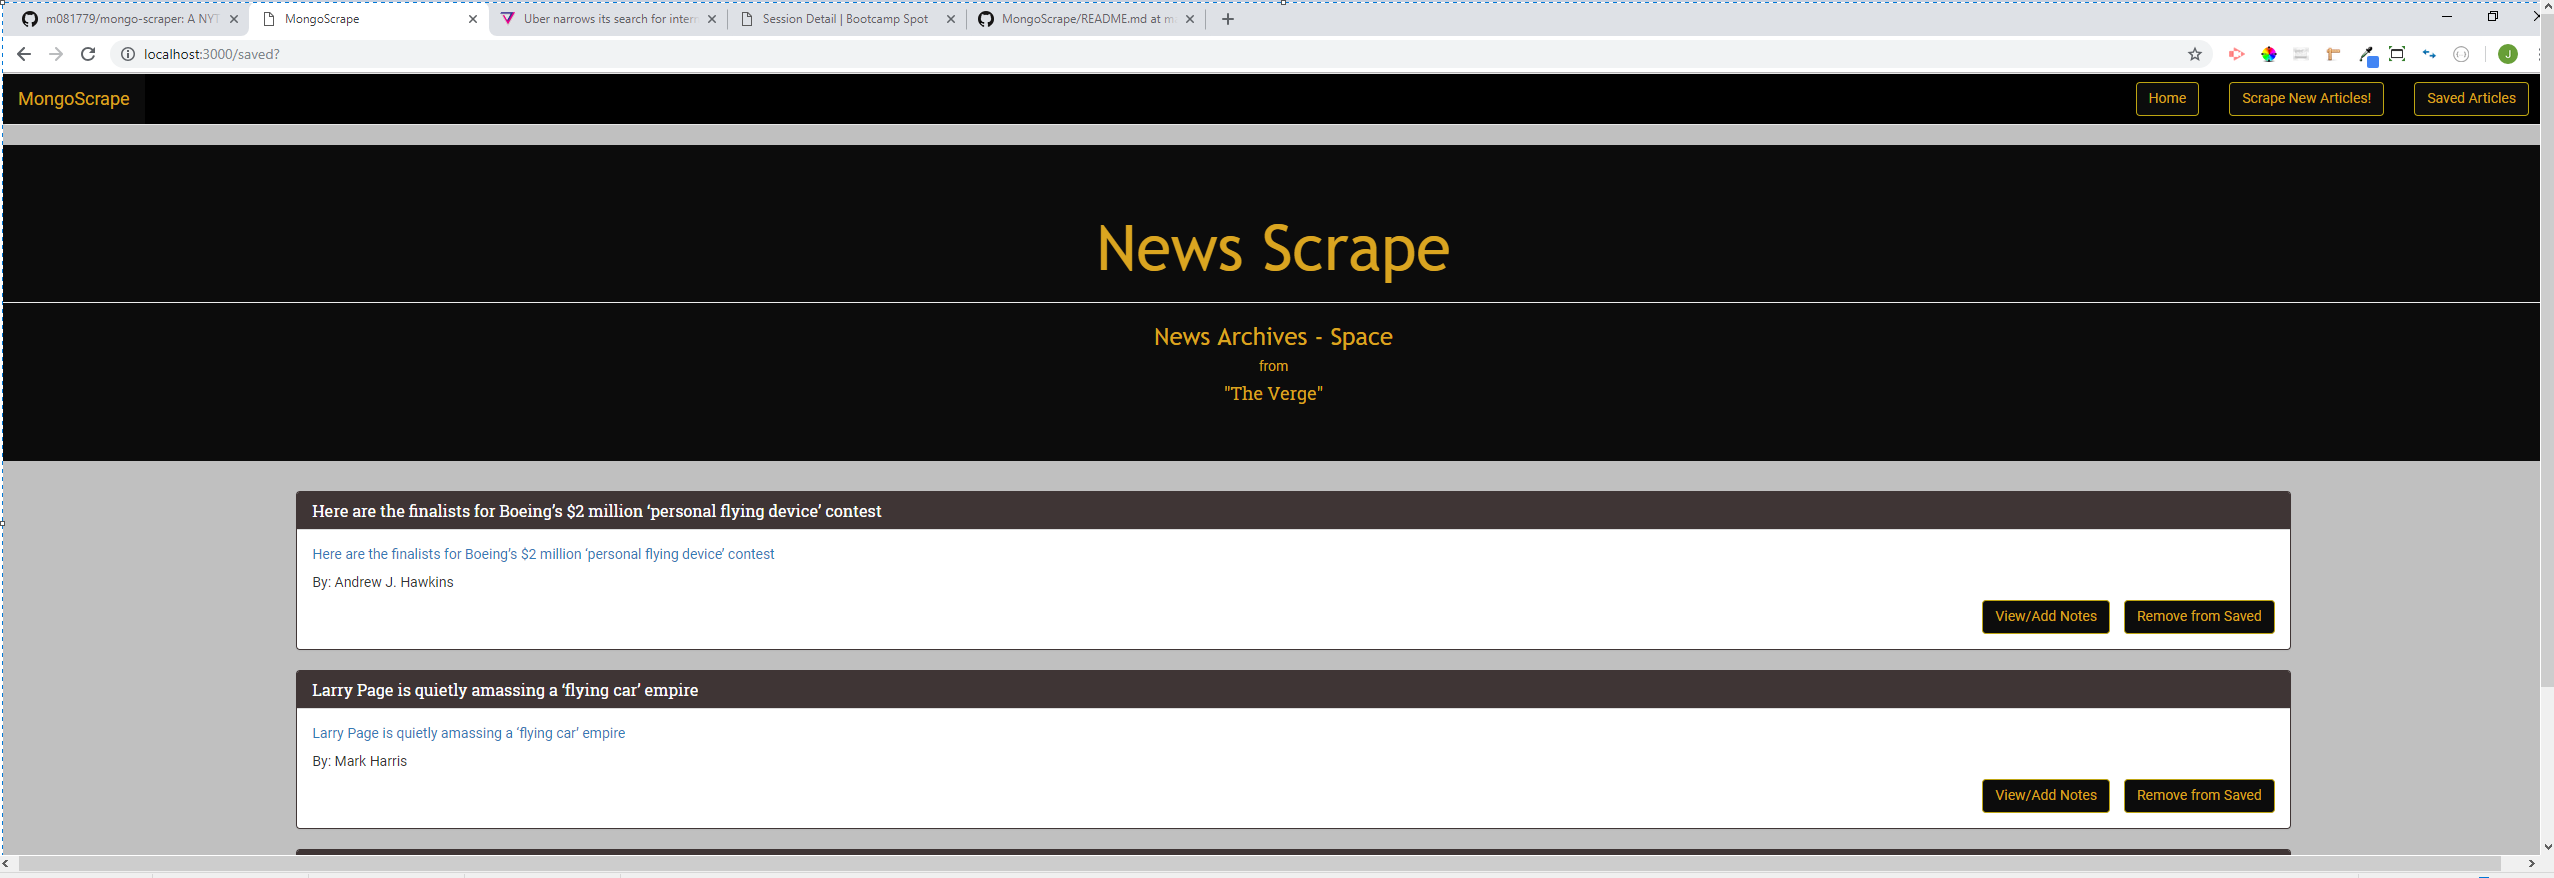 m081779/mongo-scraper: A NYT
MongoScrape
Uber narrows its search for inter
Session Detail | Bootcamp Spot
MongoScrape/README.md at m
localhost:3000/saved?
J
MongoScrape
Home
Scrape New Articles!
Saved Articles
News Scrape
News Archives - Space
from
"The Verge"
Here are the finalists for Boeing’s $2 million ‘personal flying device’ contest
Here are the finalists for Boeing’s $2 million ‘personal flying device’ contest
By: Andrew J. Hawkins
View/Add Notes
Remove from Saved
Larry Page is quietly amassing a ‘flying car’ empire
Larry Page is quietly amassing a ‘flying car’ empire
By: Mark Harris
View/Add Notes
Remove from Saved